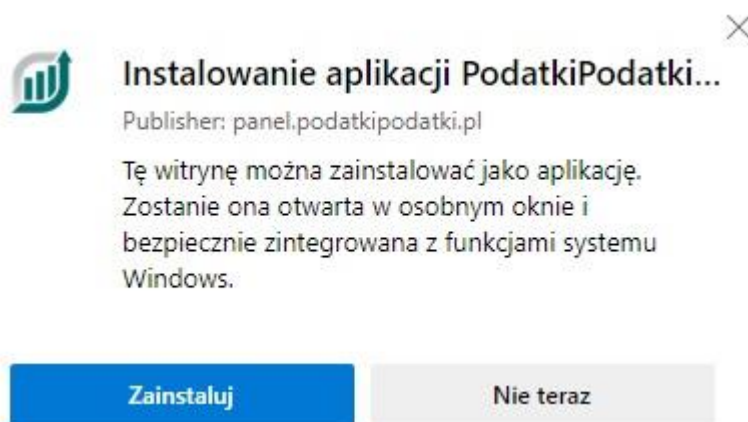 Instalowanie aplikacji PodatkiPodatki...
Publisher: panel.podatkipodatki.pl
Tę witrynę można zainstalować jako aplikację.
Zostanie ona otwarta w osobnym oknie i
bezpiecznie zintegrowana z funkcjami systemu
Windows.
Zainstaluj
Nie teraz